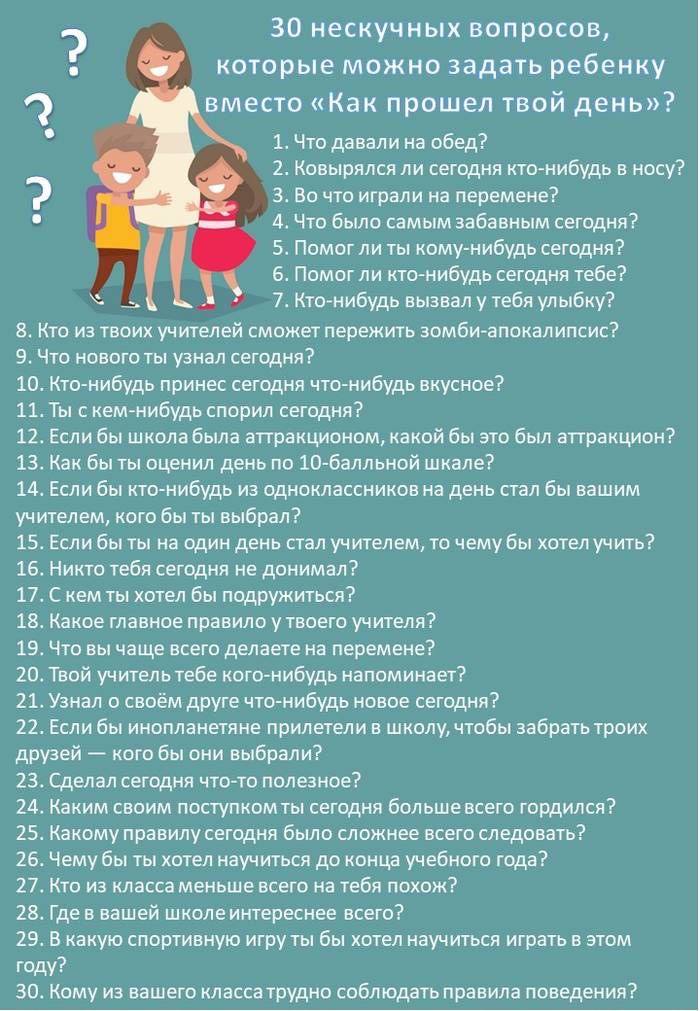 30 нескучных вопросов,
которые можно задать ребенку
вместо «Как прошел твой день»?
?
?
?
1. Что давали на обед?
2. Ковырялся ли сегодня кто-нибудь в носу?
3. Во что играли на перемене?
4. Что было самым забавным сегодня?
5. Помог ли ты кому-нибудь сегодня?
6. Помог ли кто-нибудь сегодня тебе?
7. Кто-нибудь вызвал у тебя улыбку?
8. Кто из твоих учителей сможет пережить зомби-апокалипсис?
9. Что нового ты узнал сегодня?
10. Кто-нибудь принес сегодня что-нибудь вкусное?
11. Ты с кем-нибудь спорил сегодня?
12. Если бы школа была аттракционом, какой бы это был аттракцион?
13. Как бы ты оценил день по 10-балльной шкале?
14. Если бы кто-нибудь из одноклассников на день стал бы вашим
учителем, кого бы ты выбрал?
15. Если бы ты на один день стал учителем, то чему бы хотел учить?
16. Никто тебя сегодня не донимал?
17. С кем ты хотел бы подружиться?
18. Какое главное правило у твоего учителя?
19. Что вы чаще всего делаете на перемене?
20. Твой учитель тебе кого-нибудь напоминает?
21. Узнал о своём друге что-нибудь новое сегодня?
22. Если бы инопланетяне прилетели в школу, чтобы забрать троих
друзей — кого бы они выбрали?
23. Сделал сегодня что-то полезное?
24. Каким своим поступком ты сегодня больше всего гордился?
25. Какому правилу сегодня было сложнее всего следовать?
26. Чему бы ты хотел научиться до конца учебного года?
27. Кто из класса меньше всего на тебя похож?
28. Где в вашей школе интереснее всего?
29. В какую спортивную игру ты бы хотел научиться играть в этом
году?
30. Кому из вашего класса трудно соблюдать правила поведения?